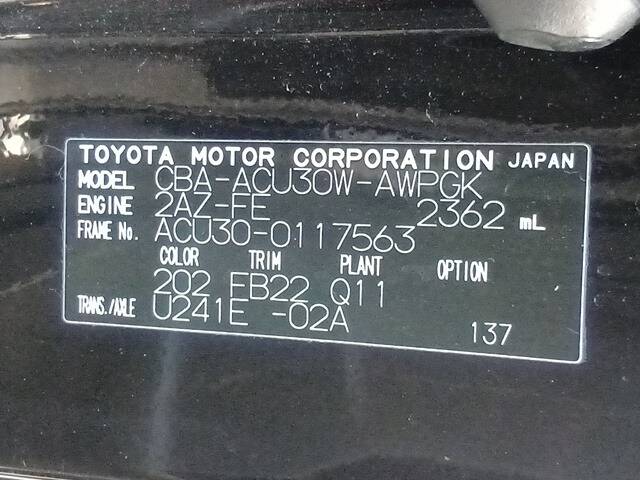 TOYOTA MOTOR CORPORATION JAPAN
MODEL CBA-ACU30W-AWPGK
ENGINE 2AZ-FE 2362 mL
FRAME No. ACU30-0117563
COLOR TRIM PLANT OPTION
202 FB22 Q11
TRANS./AXLE U241E -02A 137